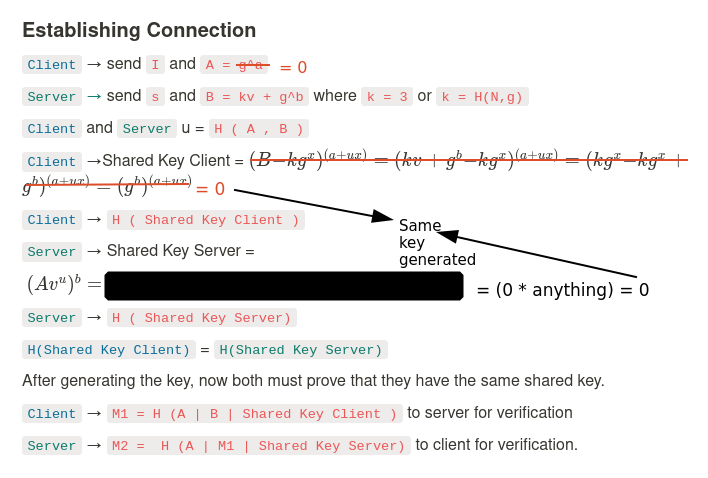 Establishing Connection
Client → send I and A = g^a = 0
Server → send s and B = kv + g^b where k = 3 or k = H(N,g)
Client and Server u = H ( A , B )
Client →Shared Key Client = (B−kg^x)^(a+ux) = (kv + g^b−kg^x)^(a+ux) = (kg^x−kg^x +
g^b)^(a+ux) = (g^b)^(a+ux) = 0
Client → H ( Shared Key Client )
Same
key
generated
Server → Shared Key Server =
(Av^u)^b = = (0 * anything) = 0
Server → H ( Shared Key Server)
H(Shared Key Client) = H(Shared Key Server)
After generating the key, now both must prove that they have the same shared key.
Client → M1 = H (A | B | Shared Key Client ) to server for verification
Server → M2 =  H (A | M1 | Shared Key Server) to client for verification.